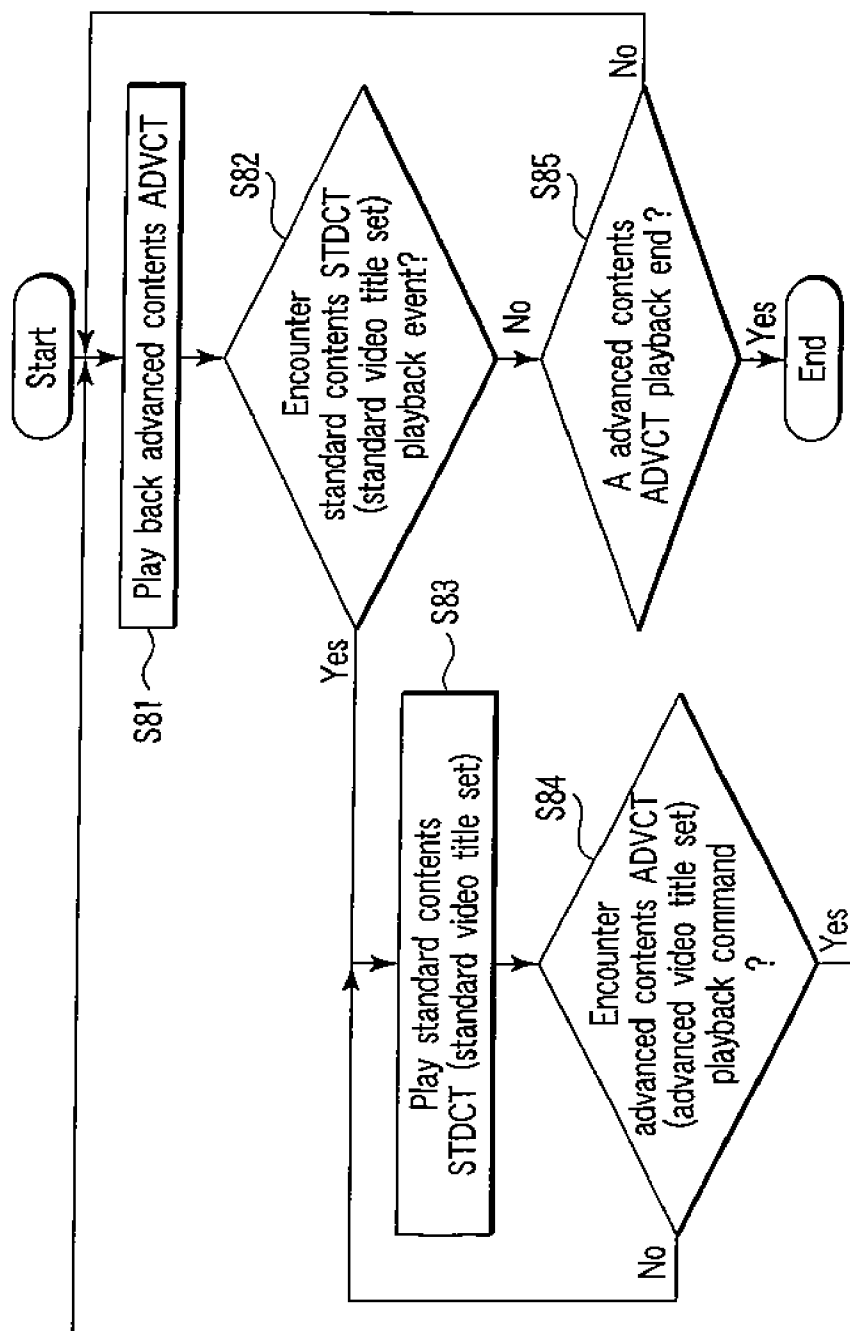 Start
Play back advanced contents ADVCT
S81
Encounter
standard contents STDCT
(standard video title set)
playback event?
S82
Yes
No
Play standard contents
STDCT (standard video title set)
S83
Encounter
advanced contents ADVCT
(advanced video title set)
playback command
?
S84
No
Yes
A advanced contents
ADVCT playback end ?
S85
No
Yes
End